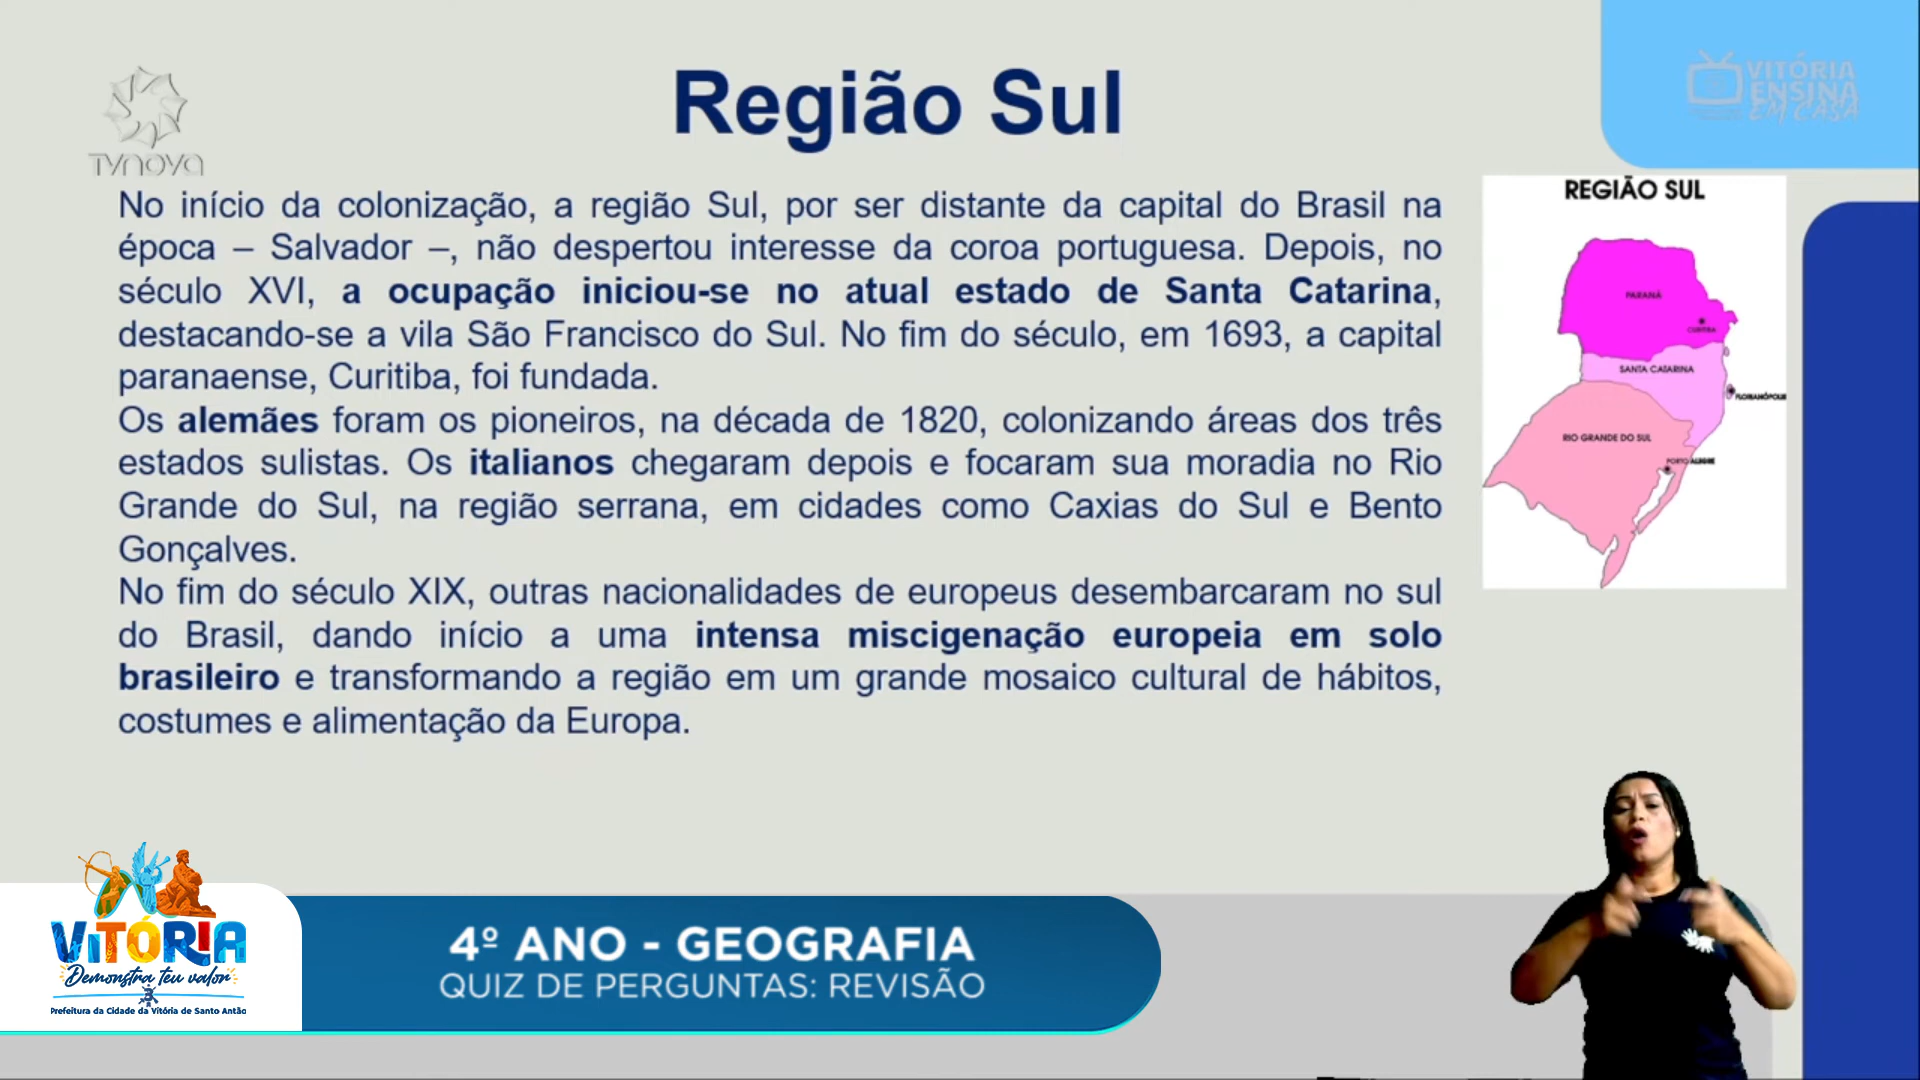 Região Sul
TVNOVA
VITÓRIA
ENSINA
EM CASA
No início da colonização, a região Sul, por ser distante da capital do Brasil na
época – Salvador –, não despertou interesse da coroa portuguesa. Depois, no
século XVI, a ocupação iniciou-se no atual estado de Santa Catarina,
destacando-se a vila São Francisco do Sul. No fim do século, em 1693, a capital
paranaense, Curitiba, foi fundada.
Os alemães foram os pioneiros, na década de 1820, colonizando áreas dos três
estados sulistas. Os italianos chegaram depois e focaram sua moradia no Rio
Grande do Sul, na região serrana, em cidades como Caxias do Sul e Bento
Gonçalves.
No fim do século XIX, outras nacionalidades de europeus desembarcaram no sul
do Brasil, dando início a uma intensa miscigenação europeia em solo
brasileiro e transformando a região em um grande mosaico cultural de hábitos,
costumes e alimentação da Europa.
REGIÃO SUL
PARANÁ
CURITIBA
SANTA CATARINA
FLORIANÓPOLIS
RIO GRANDE DO SUL
PORTO ALEGRE
VITÓRIA
Demonstra teu valor
Prefeitura da Cidade da Vitória de Santo Antão
4º ANO - GEOGRAFIA
QUIZ DE PERGUNTAS: REVISÃO